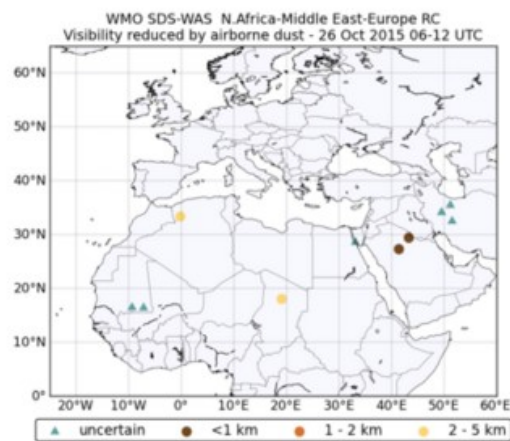 WMO SDS-WAS N.Africa-Middle East-Europe RC
Visibility reduced by airborne dust - 26 Oct 2015 06-12 UTC
60°N
50°N
40°N
30°N
20°N
10°N
0°
20°W 10°W 0° 10°E 20°E 30°E 40°E 50°E 60°E
uncertain <1 km 1 - 2 km 2 - 5 km